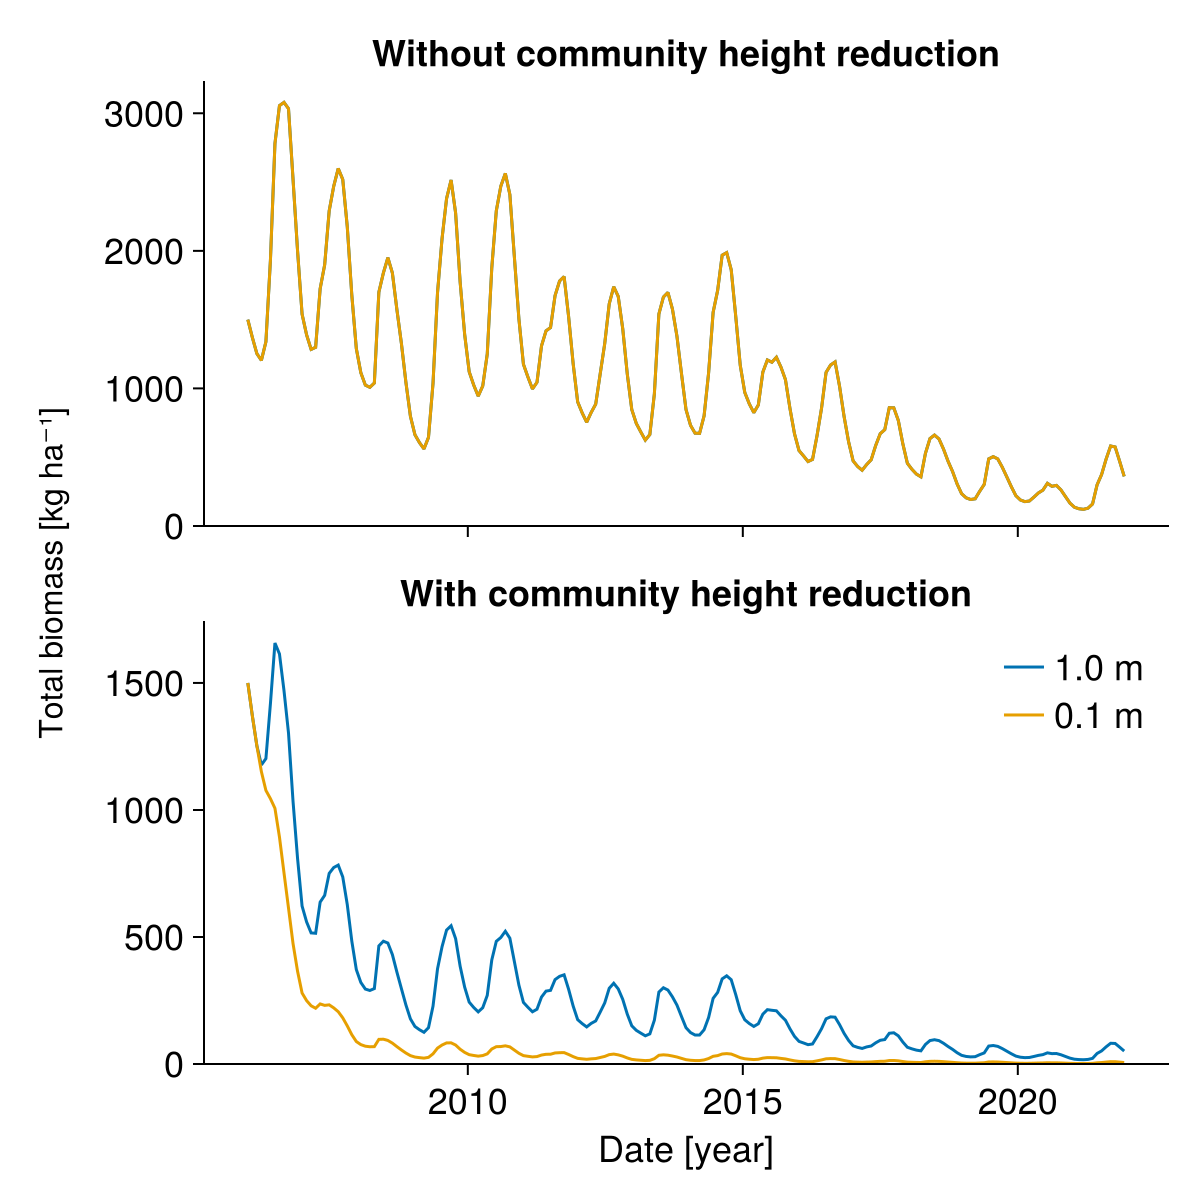 Without community height reduction
3000
2000
1000
0
Total biomass [kg ha⁻¹]
With community height reduction
1500
1000
500
0
1.0 m
0.1 m
2010
2015
2020
Date [year]